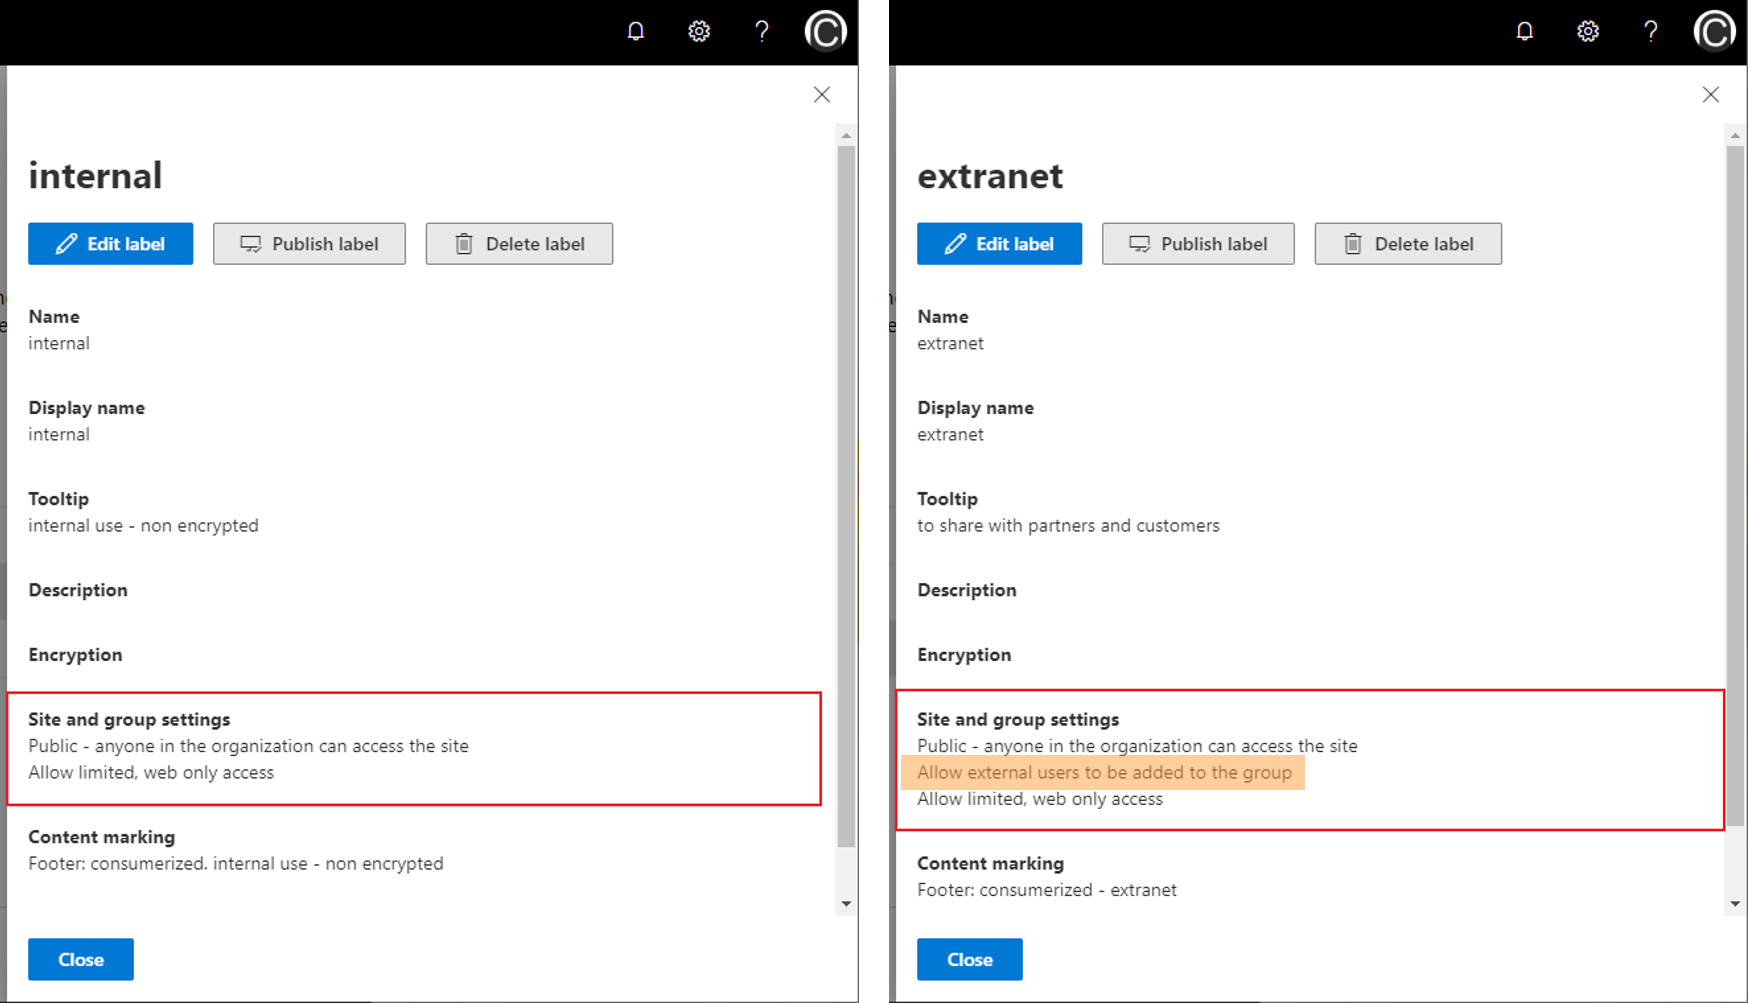 internal
Edit label
Publish label
Delete label
Name
internal
Display name
internal
Tooltip
internal use - non encrypted
Description
Encryption
Site and group settings
Public - anyone in the organization can access the site
Allow limited, web only access
Content marking
Footer: consumerized. internal use - non encrypted
Close
extranet
Edit label
Publish label
Delete label
Name
extranet
Display name
extranet
Tooltip
to share with partners and customers
Description
Encryption
Site and group settings
Public - anyone in the organization can access the site
Allow external users to be added to the group
Allow limited, web only access
Content marking
Footer: consumerized - extranet
Close